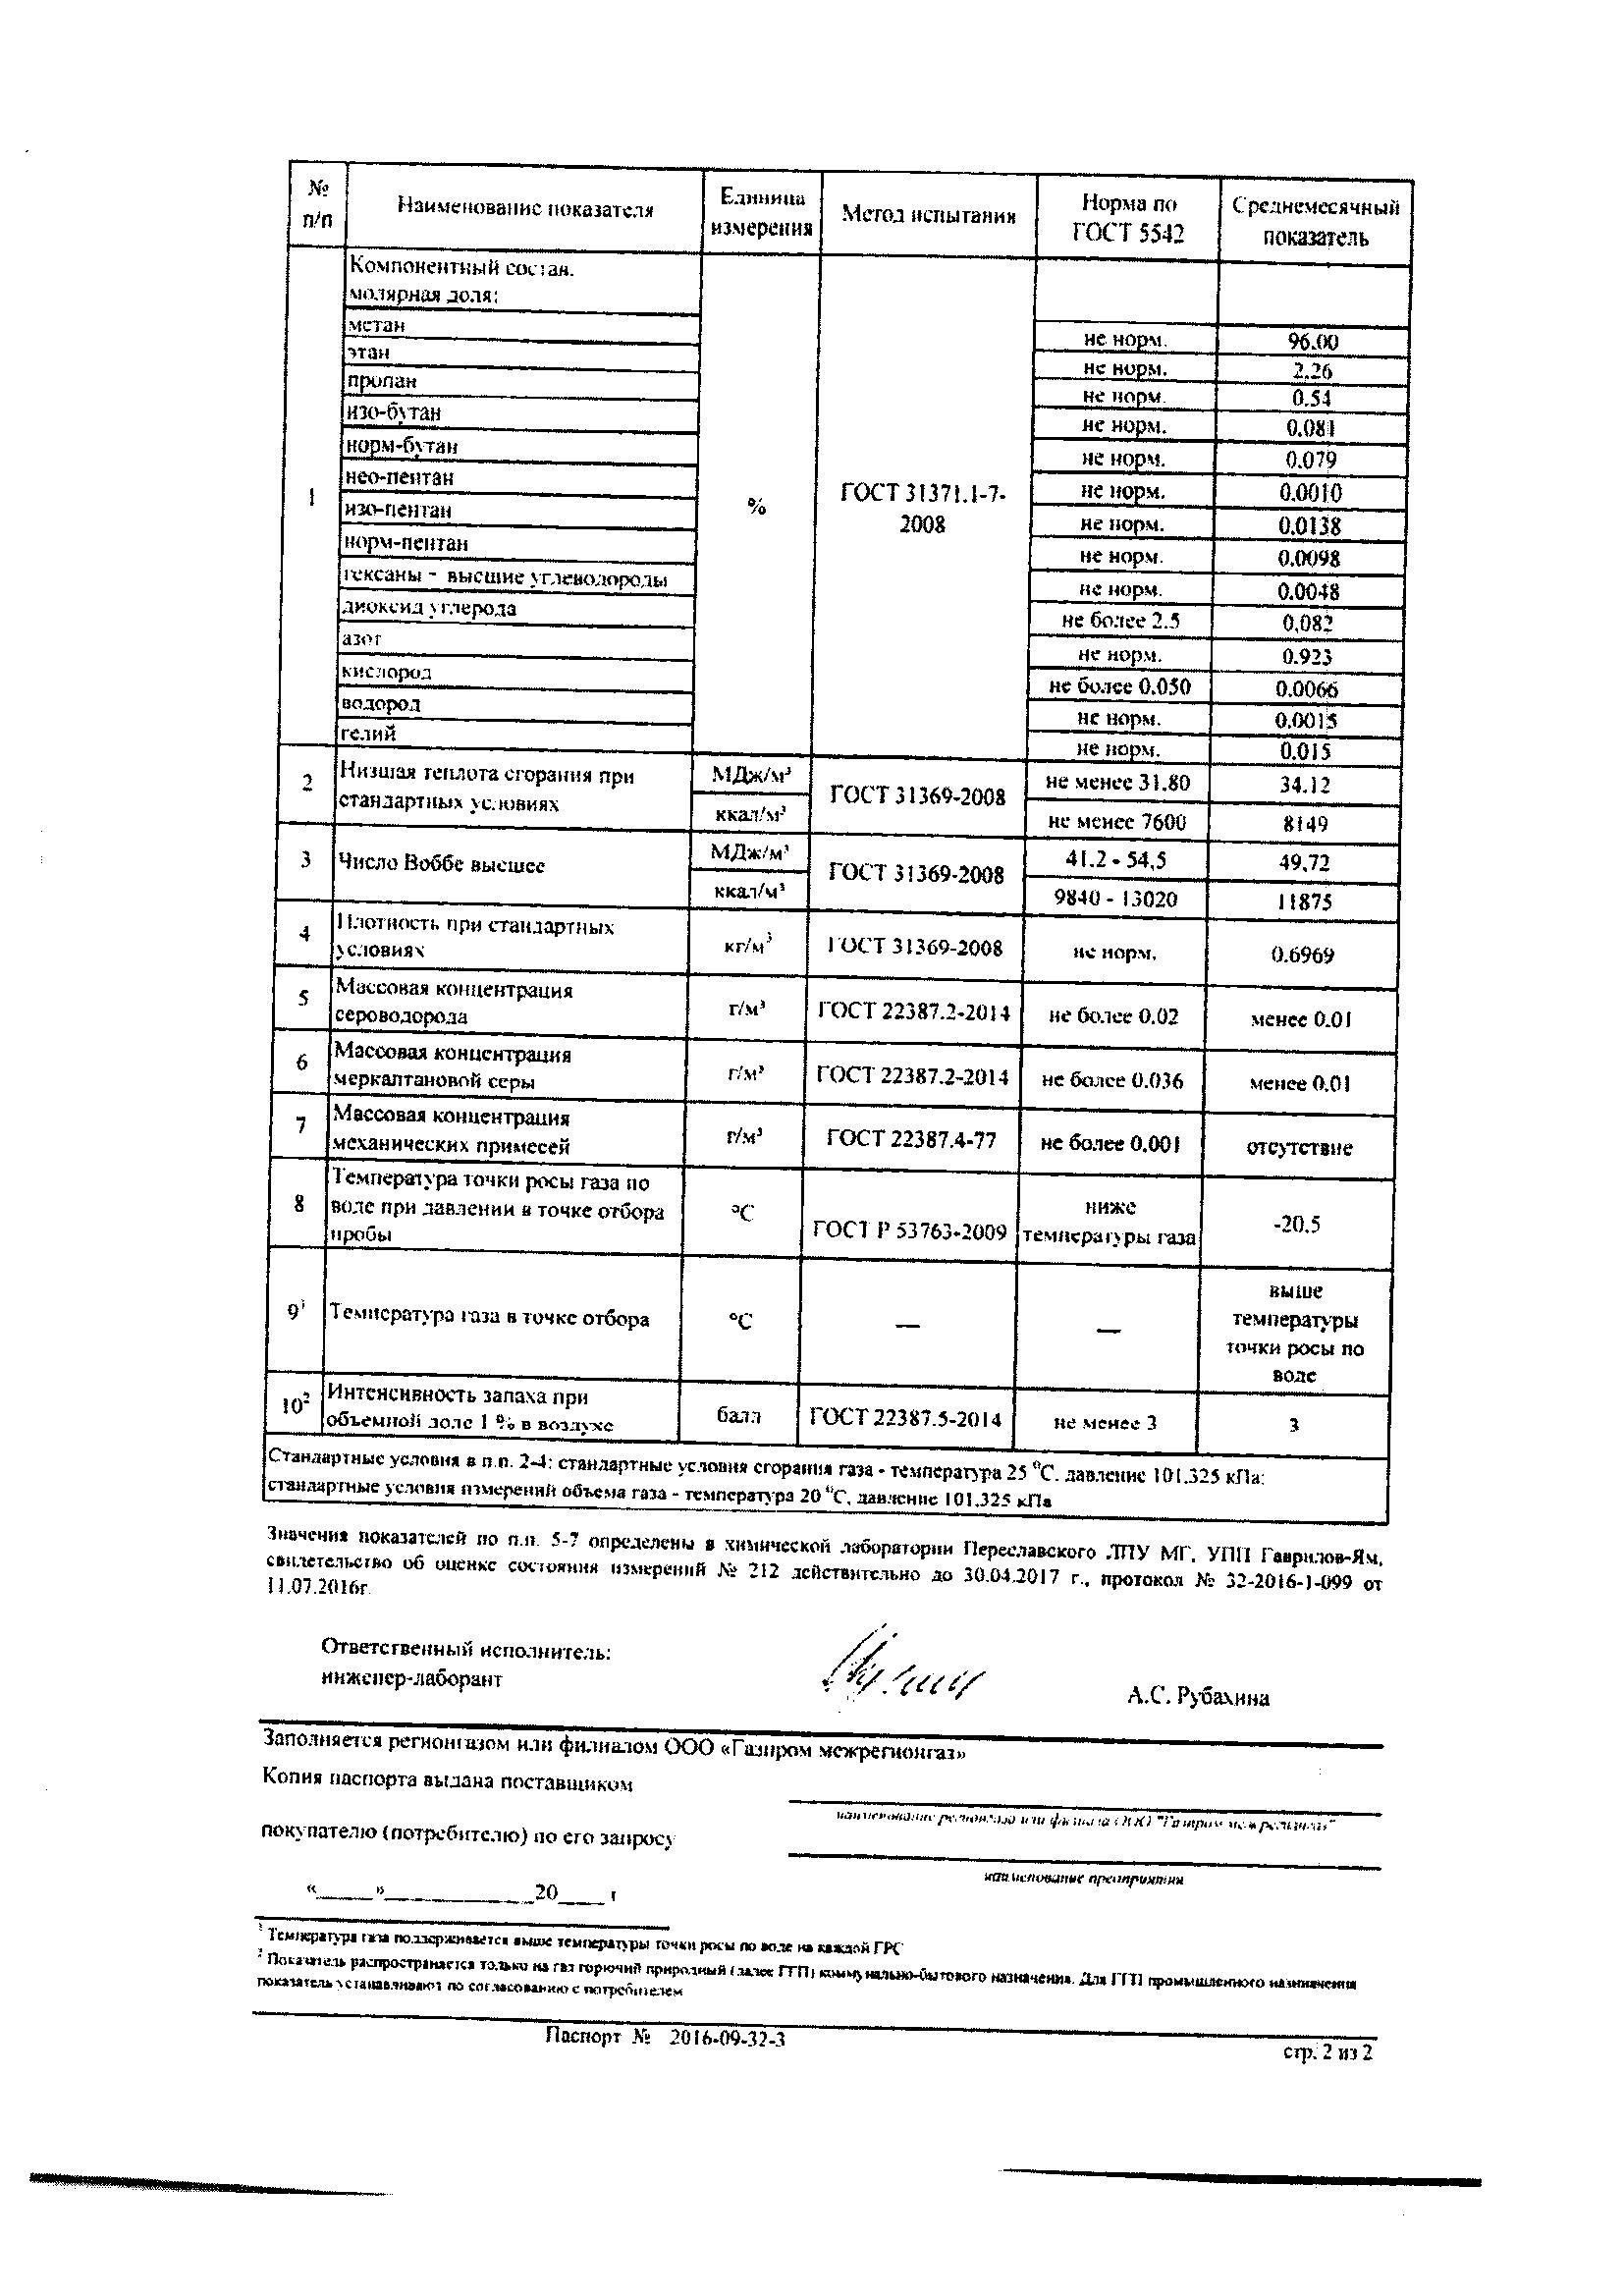 № п/п Наименование показателя Единица измерения Метод испытания Норма по ГОСТ 5542 Среднемесячный показатель
1 Компонентный состав. молярная доля: % ГОСТ 31371.1-7-2008
метан не норм. 96.00
этан не норм. 2.26
пропан не норм. 0.54
изо-бутан не норм. 0.081
норм-бутан не норм. 0.079
нео-пентан не норм. 0.0010
изо-пентан не норм. 0.0138
норм-пентан не норм. 0.0098
гексаны - высшие углеводороды не норм. 0.0048
диоксид углерода не более 2.5 0,082
азот не норм. 0.923
кислород не более 0.050 0.0066
водород не норм. 0.0015
гелий не норм. 0.015
2 Низшая теплота сгорания при стандартных условиях МДж/м³ ГОСТ 31369-2008 не менее 31.80 34.12
ккал/м³ не менее 7600 8149
3 Число Воббе высшее МДж/м³ ГОСТ 31369-2008 41.2 - 54,5 49,72
ккал/м³ 9840 - 13020 11875
4 Плотность при стандартных условиях кг/м³ ГОСТ 31369-2008 не норм. 0.6969
5 Массовая концентрация сероводорода г/м³ ГОСТ 22387.2-2014 не более 0.02 менее 0.01
6 Массовая концентрация меркаптановой серы г/м³ ГОСТ 22387.2-2014 не более 0.036 менее 0.01
7 Массовая концентрация механических примесей г/м³ ГОСТ 22387.4-77 не более 0.001 отсутствие
8 Температура точки росы газа по воде при давлении в точке отбора пробы °С ГОСТ Р 53763-2009 ниже температуры газа -20.5
9¹ Температура газа в точке отбора °С — — выше температуры точки росы по воде
10² Интенсивность запаха при объемной доле 1 % в воздухе балл ГОСТ 22387.5-2014 не менее 3 3
Стандартные условия в п.п. 2-4: стандартные условия сгорания газа - температура 25 °С. давление 101.325 кПа:
стандартные условия измерений объема газа - температура 20 °С, давление 101.325 кПа
Значения показателей по п.п. 5-7 определены в химической лаборатории Переславского ЛПУ МГ, УПП Гаврилов-Ям,
свидетельство об оценке состояния измерений № 212 действительно до 30.04.2017 г., протокол № 32-2016-1-099 от
11.07.2016г.
Ответственный исполнитель:
инженер-лаборант
А.С. Рубахина
Заполняется регионгазом или филиалом ООО «Газпром межрегионгаз»
Копия паспорта выдана поставщиком
наименование регионгаза или филиала ООО "Газпром межрегионгаз"
покупателю (потребителю) по его запросу
наименование предприятия
«____»____________20____ г
¹ Температура газа поддерживается выше температуры точки росы по воде на каждой ГРС
² Показатель распространяется только на газ горючий природный (далее ГГП) коммунально-бытового назначения. Для ГГП промышленного назначения
показатель устанавливают по согласованию с потребителем
Паспорт № 2016-09-32-3
стр. 2 из 2